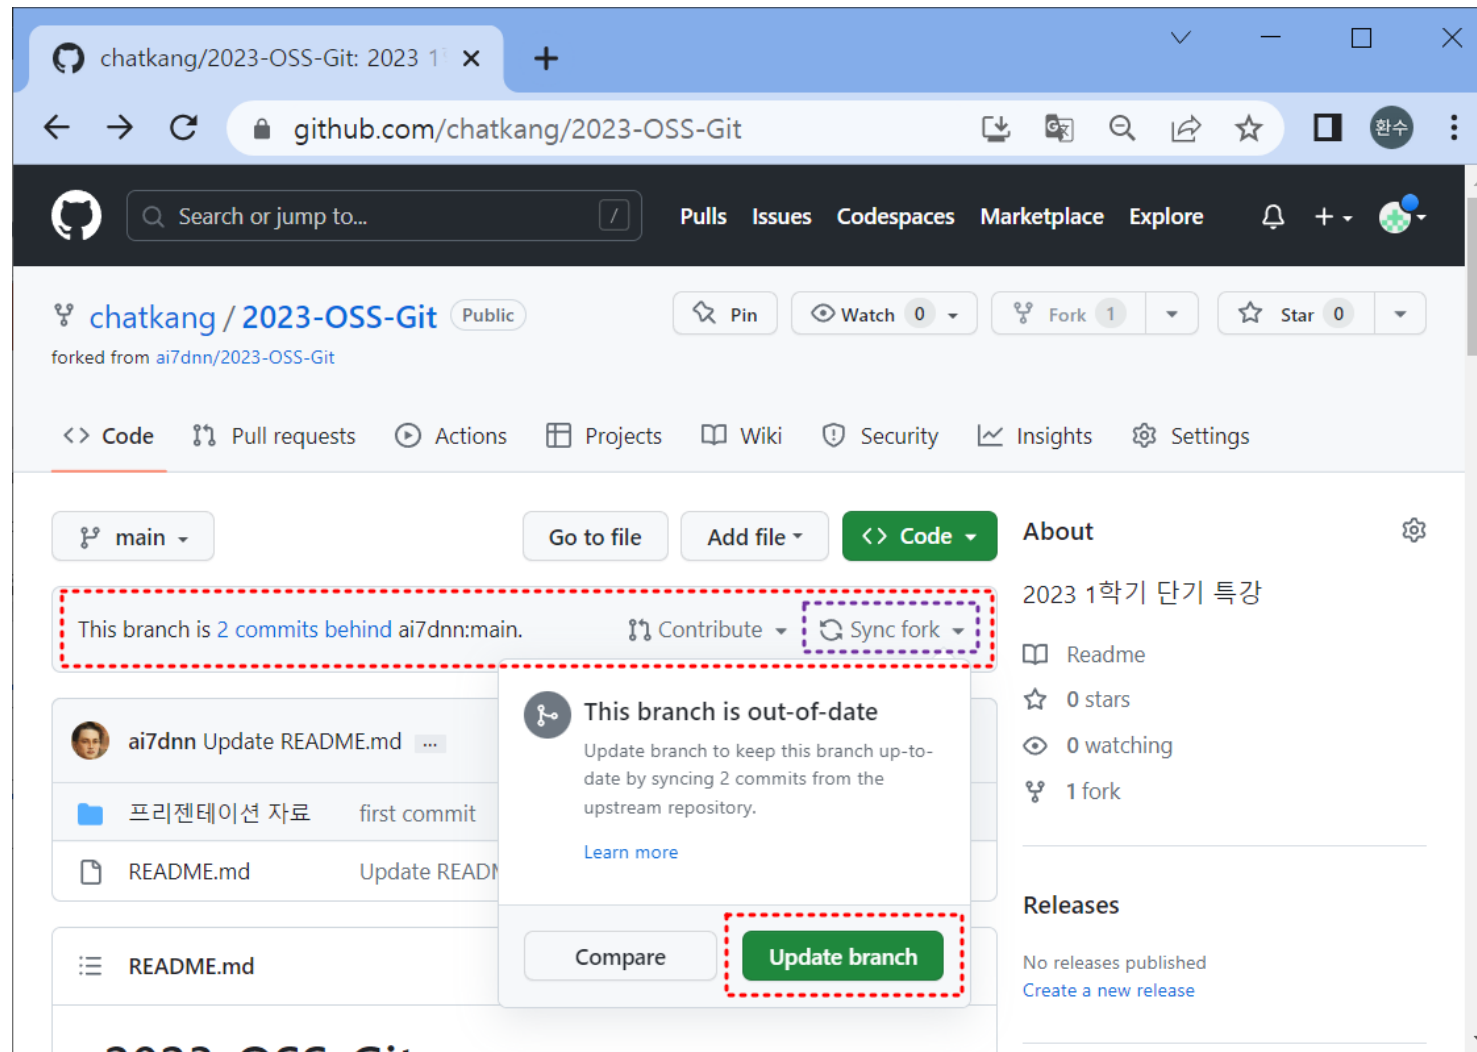 chatkang/2023-OSS-Git: 2023 1
github.com/chatkang/2023-OSS-Git
환수
Search or jump to...
/
Pulls Issues Codespaces Marketplace Explore
chatkang / 2023-OSS-Git Public
Pin Watch 0 Fork 1 Star 0
forked from ai7dnn/2023-OSS-Git
Code Pull requests Actions Projects Wiki Security Insights Settings
main Go to file Add file Code
This branch is 2 commits behind ai7dnn:main. Contribute Sync fork
ai7dnn Update README.md ...
프리젠테이션 자료 first commit
README.md Update README
README.md
This branch is out-of-date
Update branch to keep this branch up-to-
date by syncing 2 commits from the
upstream repository.
Learn more
Compare Update branch
About
2023 1학기 단기 특강
Readme
0 stars
0 watching
1 fork
Releases
No releases published
Create a new release
2023-OSS-Git